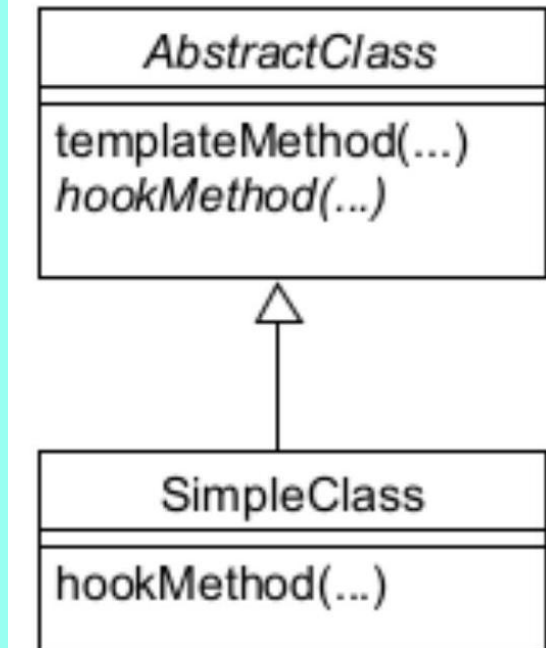 AbstractClass
templateMethod(...)
hookMethod(...)
SimpleClass
hookMethod(...)